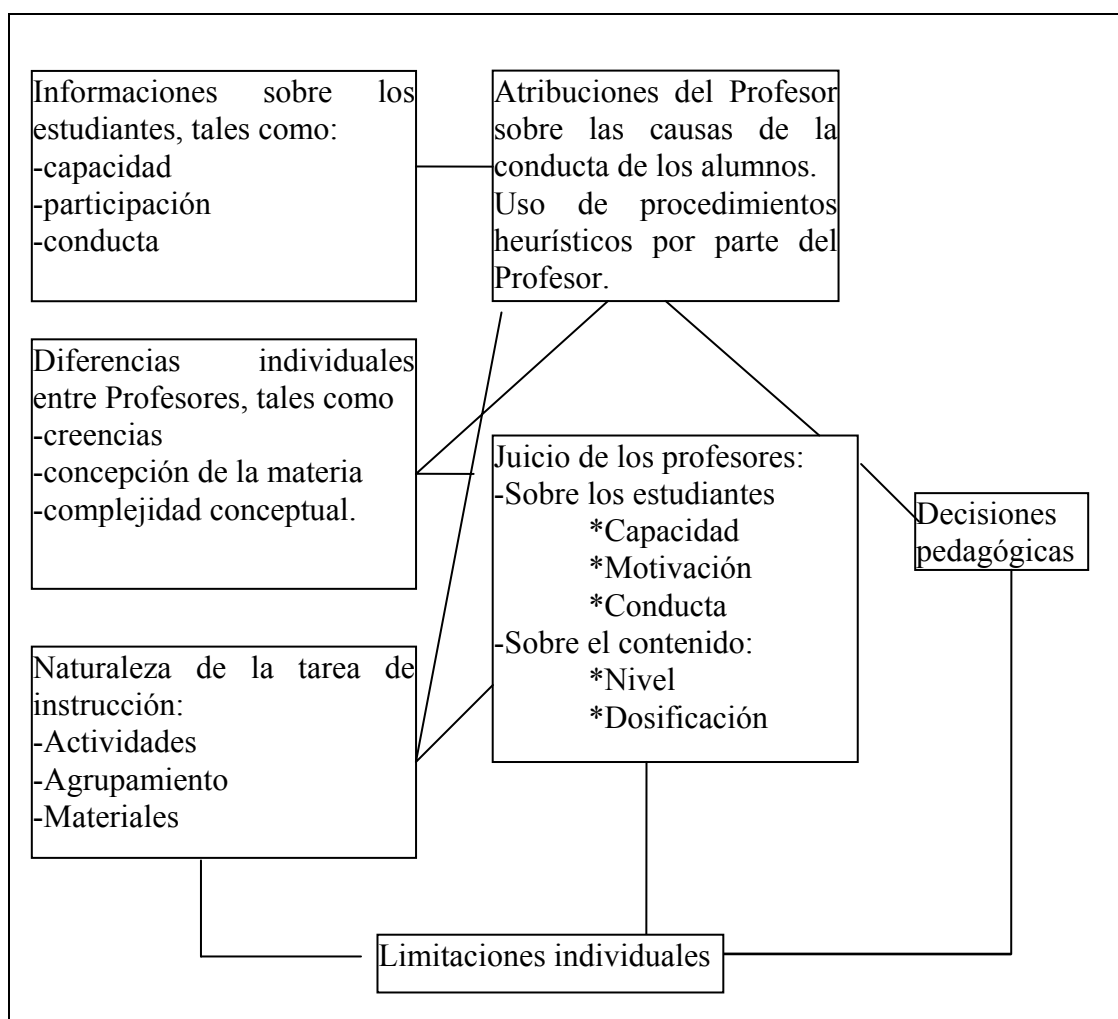 Informaciones sobre los
estudiantes, tales como:
-capacidad
-participación
-conducta
Atribuciones del Profesor
sobre las causas de la
conducta de los alumnos.
Uso de procedimientos
heurísticos por parte del
Profesor.
Diferencias individuales
entre Profesores, tales como
-creencias
-concepción de la materia
-complejidad conceptual.
Juicio de los profesores:
-Sobre los estudiantes
*Capacidad
*Motivación
*Conducta
-Sobre el contenido:
*Nivel
*Dosificación
Decisiones
pedagógicas
Naturaleza de la tarea de
instrucción:
-Actividades
-Agrupamiento
-Materiales
Limitaciones individuales